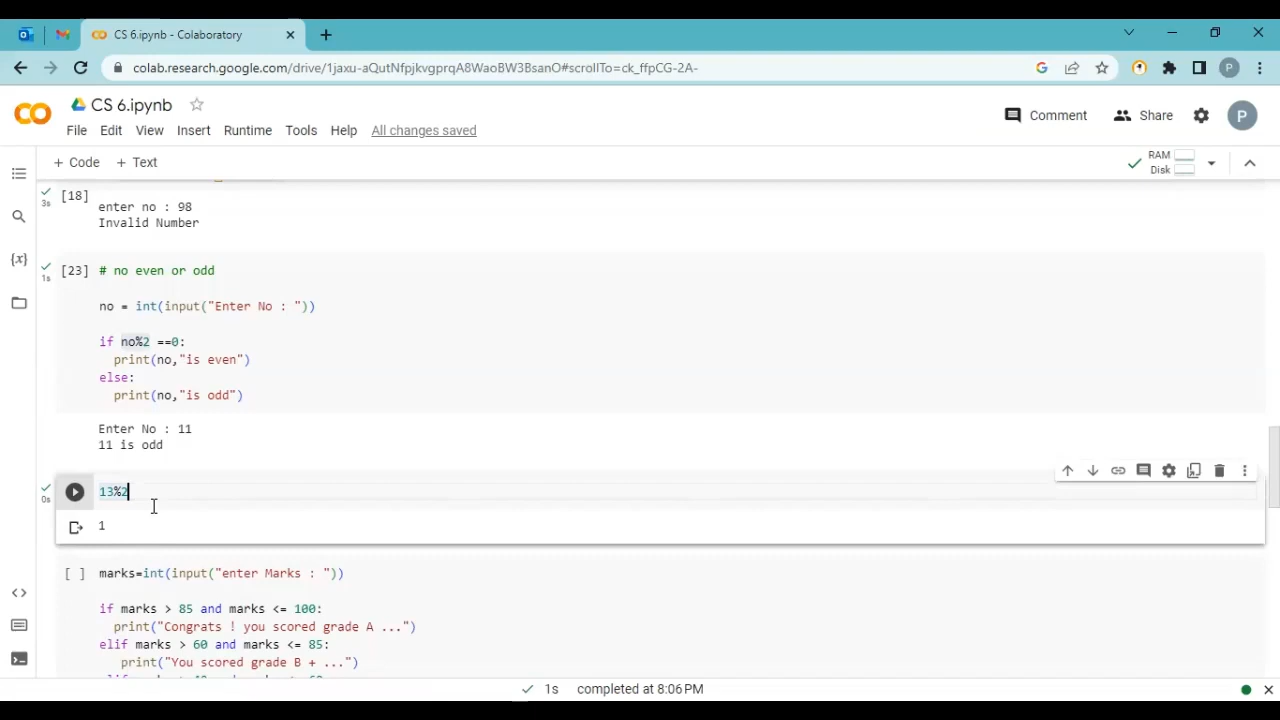 CS 6.ipynb - Colaboratory
colab.research.google.com/drive/1jaxu-aQutNfpjkvgprqA8WaoBW3BsanO#scrollTo=ck_ffpCG-2A-
CS 6.ipynb
Comment
Share
P
File Edit View Insert Runtime Tools Help All changes saved
+ Code + Text
RAM
Disk
[18]
3s
enter no : 98
Invalid Number
[23] # no even or odd
1s
no = int(input("Enter No : "))
if no%2 ==0:
print(no,"is even")
else:
print(no,"is odd")
Enter No : 11
11 is odd
13%2
0s
1
[ ] marks=int(input("enter Marks : "))
if marks > 85 and marks <= 100:
print("Congrats ! you scored grade A ...")
elif marks > 60 and marks <= 85:
print("You scored grade B + ...")
1s completed at 8:06 PM